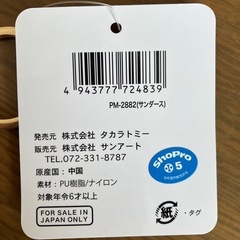 4 943777 724839
PM-2882(サンダース)
発売元 株式会社 タカラトミー
販売元 株式会社 サンアート
TEL.072-331-8787
原産国：中国
素材：PU樹脂/ナイロン
対象年令6才以上
FOR SALE IN
JAPAN ONLY
ShoPro
5
紙
・タグ